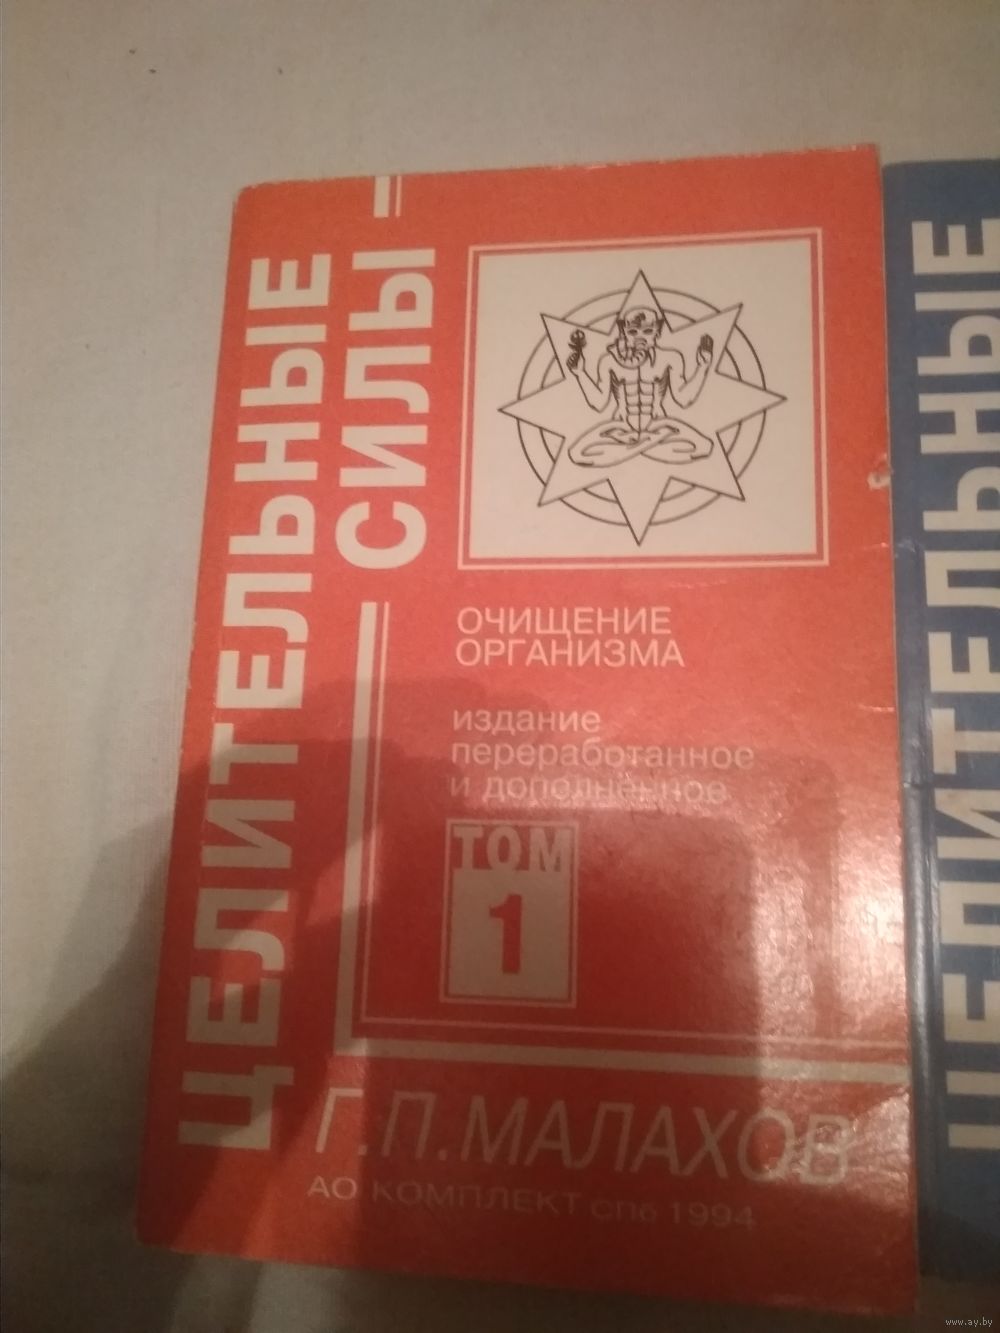 ЦЕЛИТЕЛЬНЫЕ
СИЛЫ
ОЧИЩЕНИЕ
ОРГАНИЗМА
издание
переработанное
и дополненное
ТОМ
1
Г.П.МАЛАХОВ
АО КОМПЛЕКТ СПб 1994
ЦЕЛИТЕЛЬНЫЕ
www.ay.by